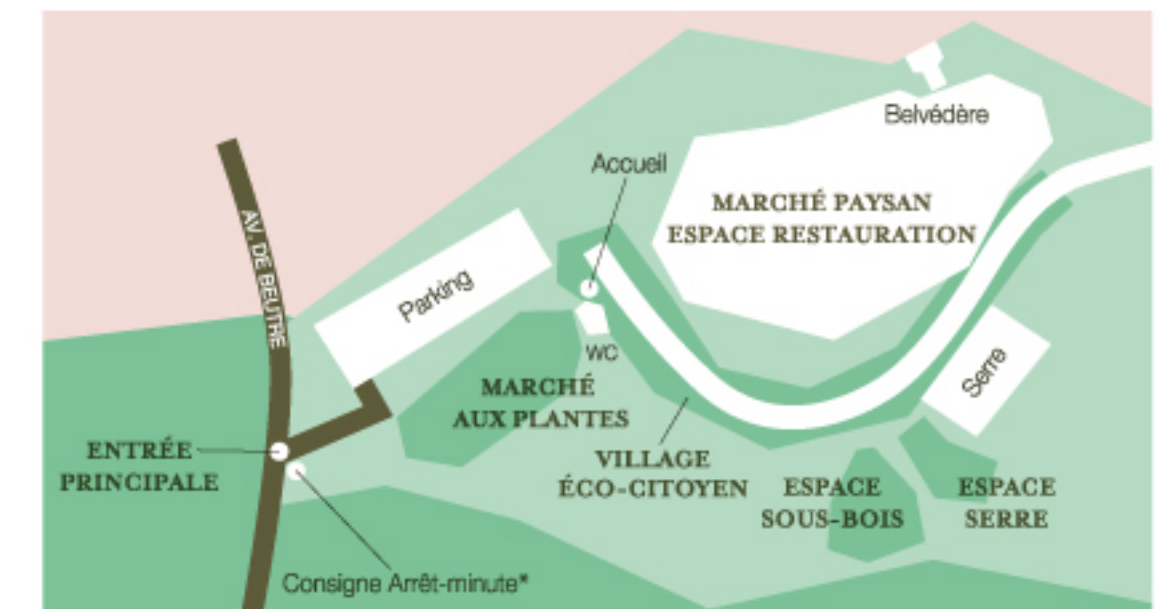 Belvédère
Accueil
MARCHÉ PAYSAN
ESPACE RESTAURATION
AV. DE BEUTRE
Parking
WC
Serre
MARCHÉ
AUX PLANTES
ENTRÉE
PRINCIPALE
VILLAGE
ÉCO-CITOYEN
ESPACE
SOUS-BOIS
ESPACE
SERRE
Consigne Arrêt-minute*